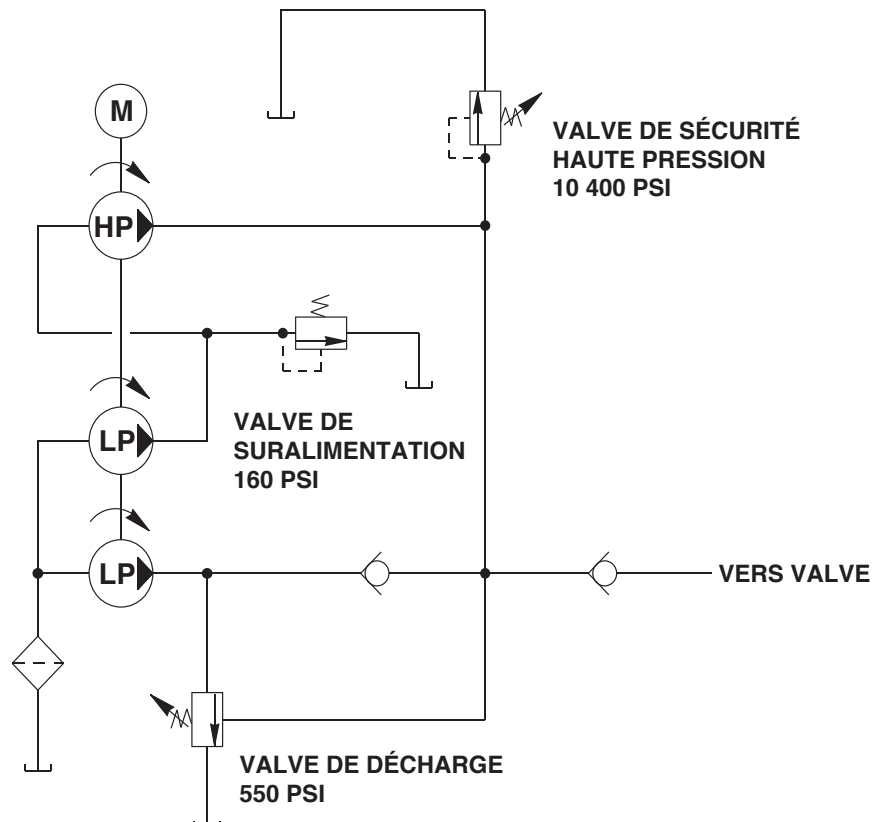 M
VALVE DE SÉCURITÉ
HAUTE PRESSION
10 400 PSI
HP
VALVE DE
SURALIMENTATION
160 PSI
LP
LP
VERS VALVE
VALVE DE DÉCHARGE
550 PSI